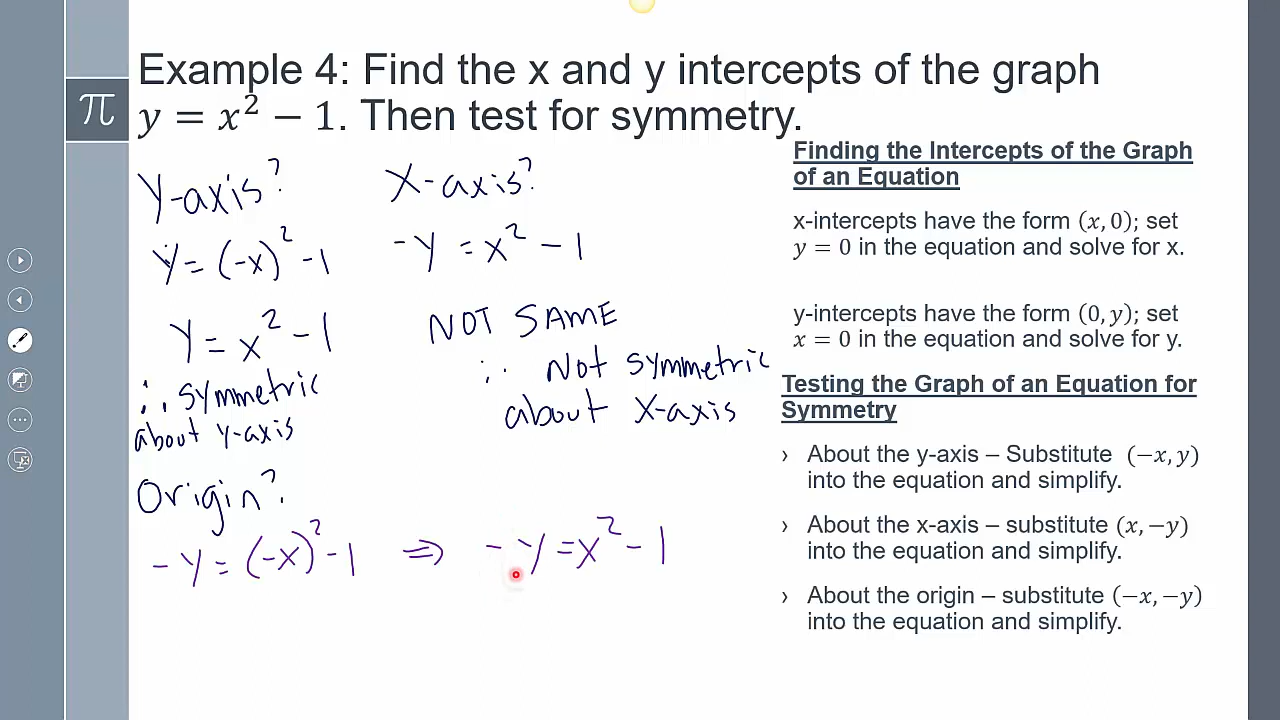 π
Example 4: Find the x and y intercepts of the graph
y = x² − 1. Then test for symmetry.
Y-axis?
y = (-x)² - 1
y = x² - 1
∴ symmetric
about y-axis
X-axis?
-y = x² - 1
NOT SAME
∴ Not symmetric
about X-axis
Origin?
-y = (-x)² - 1 ⇒ -y = x² - 1
Finding the Intercepts of the Graph
of an Equation
x-intercepts have the form (x, 0); set
y = 0 in the equation and solve for x.
y-intercepts have the form (0, y); set
x = 0 in the equation and solve for y.
Testing the Graph of an Equation for
Symmetry
› About the y-axis – Substitute (−x, y)
into the equation and simplify.
› About the x-axis – substitute (x, −y)
into the equation and simplify.
› About the origin – substitute (−x, −y)
into the equation and simplify.